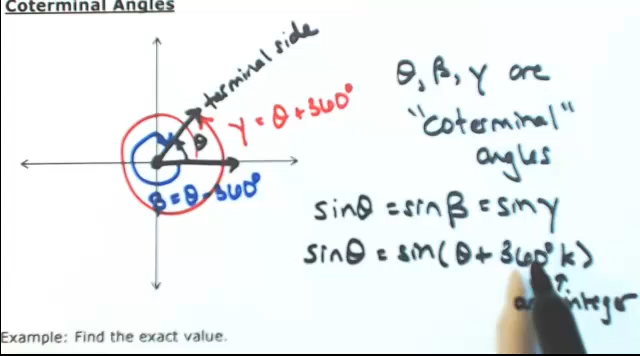 Coterminal Angles
terminal side
θ
γ = θ + 360°
β = θ - 360°
θ, β, γ are
"coterminal"
angles
sinθ = sinβ = sinγ
sinθ = sin(θ + 360° k)
integer
Example: Find the exact value.